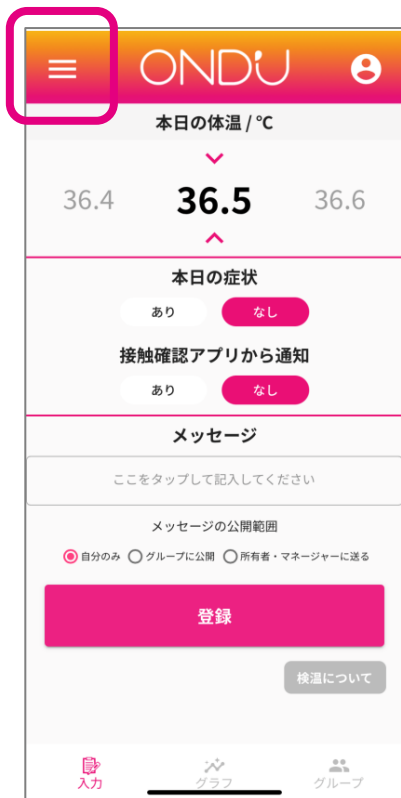 ONDU
本日の体温 / ℃
36.4 36.5 36.6
本日の症状
あり なし
接触確認アプリから通知
あり なし
メッセージ
ここをタップして記入してください
メッセージの公開範囲
自分のみ グループに公開 所有者・マネージャーに送る
登録
検温について
入力 グラフ グループ